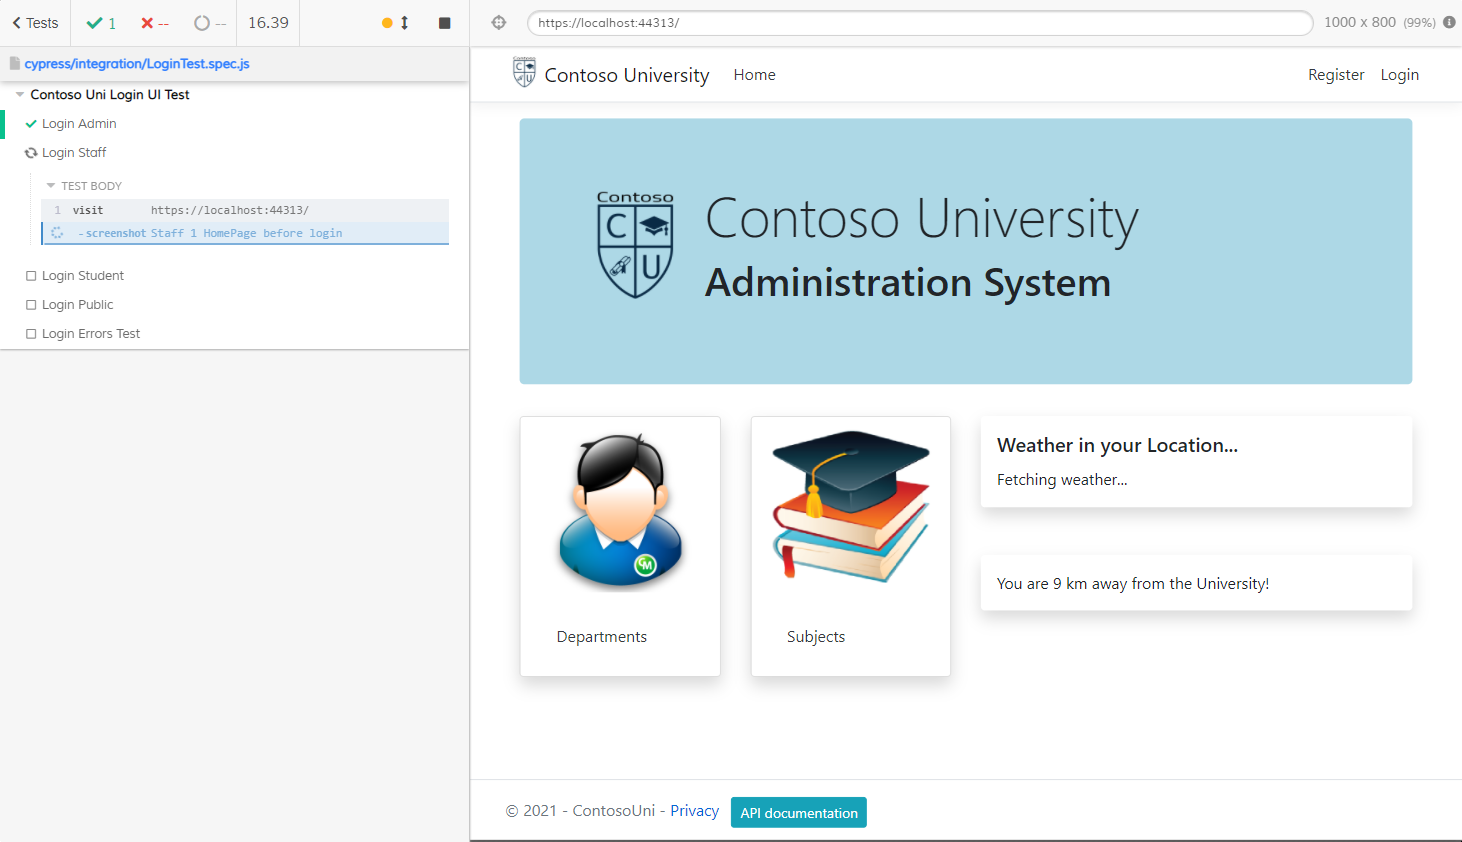 Tests 1 -- -- 16.39
cypress/integration/LoginTest.spec.js
Contoso Uni Login UI Test
Login Admin
Login Staff
TEST BODY
1 visit https://localhost:44313/
-screenshot Staff 1 HomePage before login
Login Student
Login Public
Login Errors Test
https://localhost:44313/ 1000 x 800 (99%)
Contoso University Home Register Login
Contoso
C
U
Contoso University
Administration System
CM
Departments
Subjects
Weather in your Location...
Fetching weather...
You are 9 km away from the University!
© 2021 - ContosoUni - Privacy API documentation